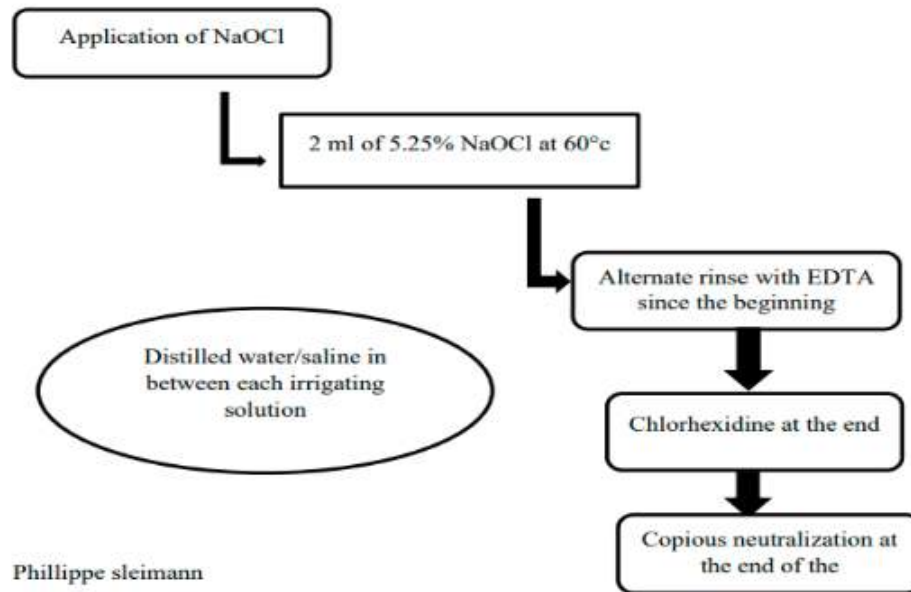 Application of NaOCl
2 ml of 5.25% NaOCl at 60°c
Alternate rinse with EDTA
since the beginning
Distilled water/saline in
between each irrigating
solution
Chlorhexidine at the end
Copious neutralization at
the end of the
Phillippe sleimann